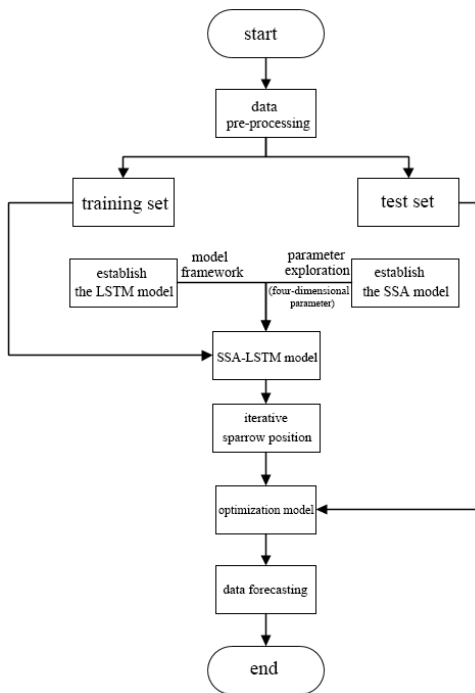 start
data
pre-processing
training set
test set
model
framework
parameter
exploration
(four-dimensional
parameter)
establish
the LSTM model
establish
the SSA model
SSA-LSTM model
iterative
sparrow position
optimization model
data forecasting
end